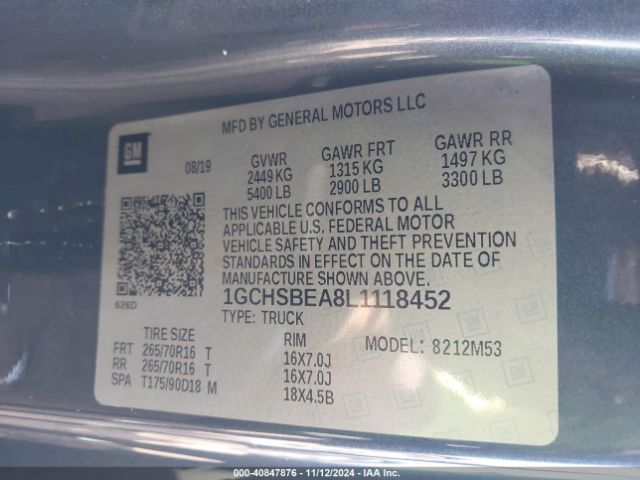 MFD BY GENERAL MOTORS LLC
GM
08/19
GVWR GAWR FRT GAWR RR
2449 KG 1315 KG 1497 KG
5400 LB 2900 LB 3300 LB
THIS VEHICLE CONFORMS TO ALL
APPLICABLE U.S. FEDERAL MOTOR
VEHICLE SAFETY AND THEFT PREVENTION
STANDARDS IN EFFECT ON THE DATE OF
MANUFACTURE SHOWN ABOVE.
626D
1GCHSBEA8L1118452
TYPE: TRUCK
TIRE SIZE RIM MODEL: 8212M53
FRT 265/70R16 T 16X7.0J
RR 265/70R16 T 16X7.0J
SPA T175/90D18 M 18X4.5B
000-40847876 - 11/12/2024 - IAA Inc.